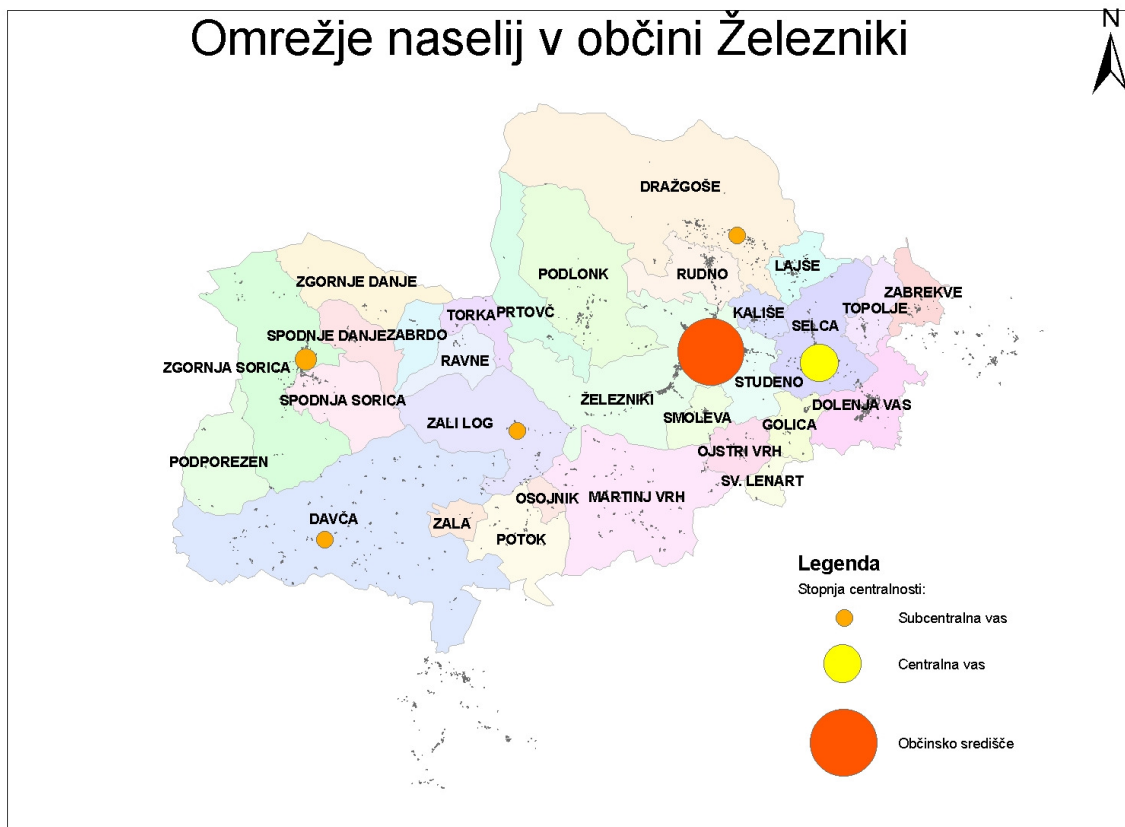 Omrežje naselij v občini Železniki
N
DRAŽGOŠE
LAJŠE
RUDNO
PODLONK
ZGORNJE DANJE
ZABREKVE
TOPOLJE
KALIŠE
SELCA
TORKA
PRTOVČ
SPODNJE DANJE
ZABRDO
RAVNE
ZGORNJA SORICA
STUDENO
SPODNJA SORICA
ŽELEZNIKI
DOLENJA VAS
SMOLEVA
GOLICA
ZALI LOG
OJSTRI VRH
PODPOREZEN
SV. LENART
OSOJNIK
MARTINJ VRH
DAVČA
ZALA
POTOK
Legenda
Stopnja centralnosti:
Subcentralna vas
Centralna vas
Občinsko središče